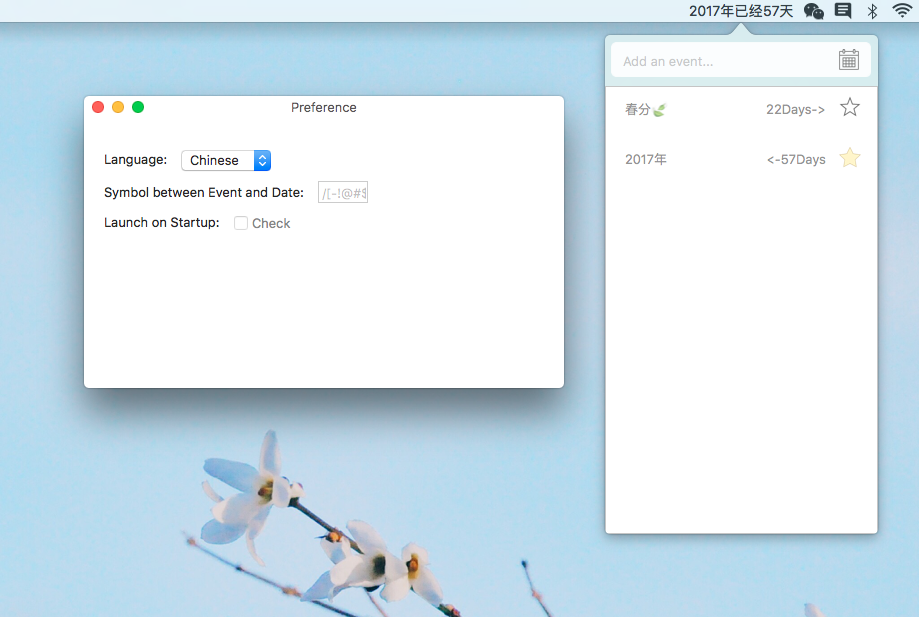 2017年已经57天
Add an event...
春分🍃 22Days->
2017年 <-57Days
Preference
Language: Chinese
Symbol between Event and Date: /[-!@#$
Launch on Startup: Check